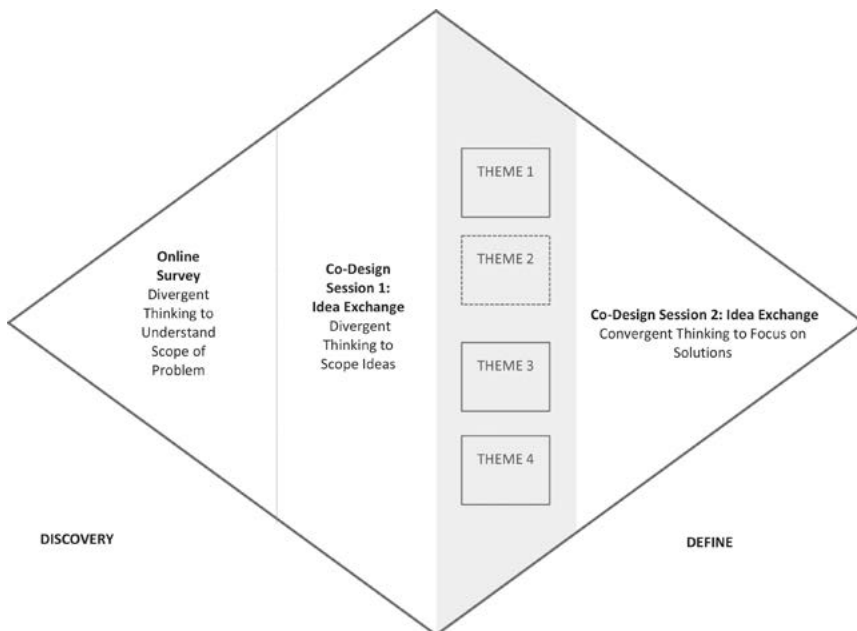 Online
Survey
Divergent
Thinking to
Understand
Scope of
Problem
Co-Design
Session 1:
Idea Exchange
Divergent
Thinking to
Scope Ideas
THEME 1
THEME 2
THEME 3
THEME 4
Co-Design Session 2: Idea Exchange
Convergent Thinking to Focus on
Solutions
DISCOVERY
DEFINE